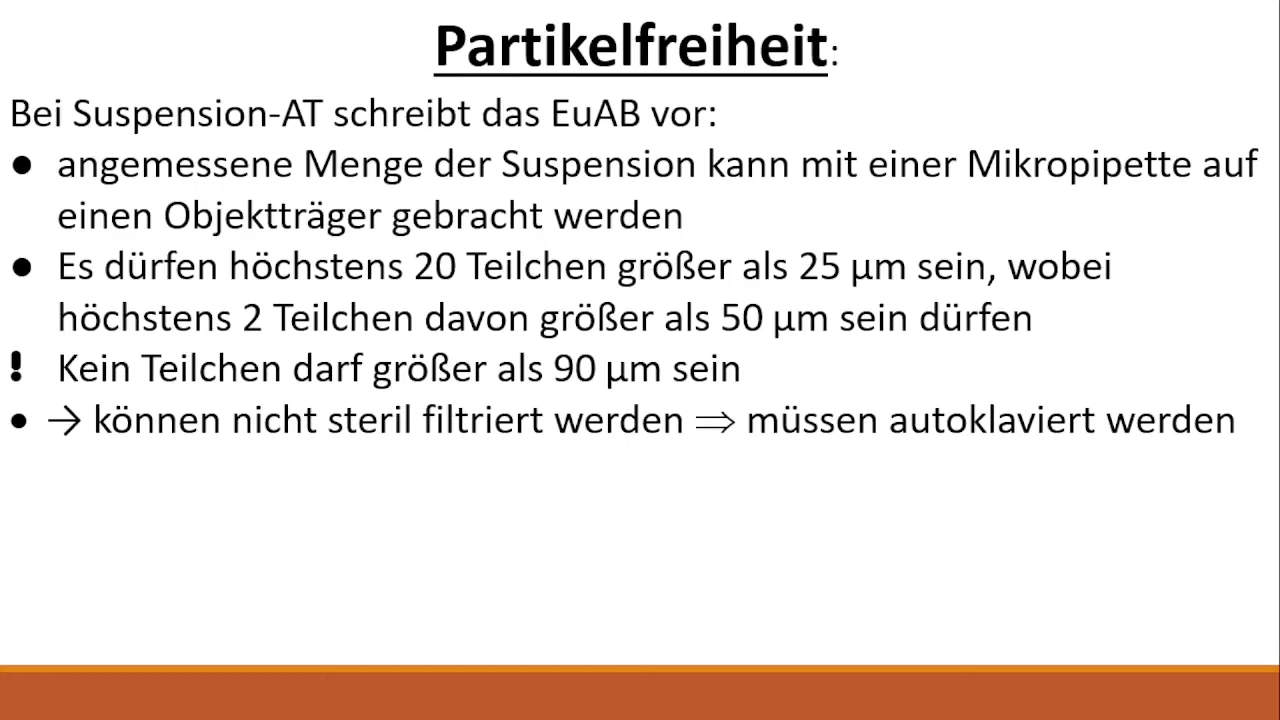 Partikelfreiheit:
Bei Suspension-AT schreibt das EuAB vor:
● angemessene Menge der Suspension kann mit einer Mikropipette auf
einen Objektträger gebracht werden
● Es dürfen höchstens 20 Teilchen größer als 25 µm sein, wobei
höchstens 2 Teilchen davon größer als 50 µm sein dürfen
! Kein Teilchen darf größer als 90 µm sein
• → können nicht steril filtriert werden ⇒ müssen autoklaviert werden